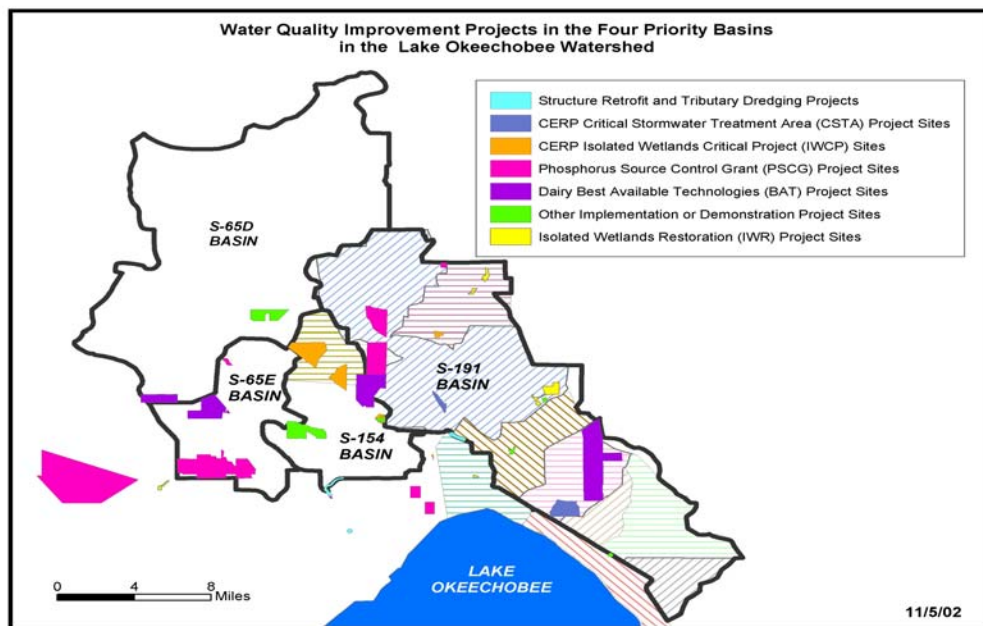 Water Quality Improvement Projects in the Four Priority Basins
in the Lake Okeechobee Watershed
Structure Retrofit and Tributary Dredging Projects
CERP Critical Stormwater Treatment Area (CSTA) Project Sites
CERP Isolated Wetlands Critical Project (IWCP) Sites
Phosphorus Source Control Grant (PSCG) Project Sites
Dairy Best Available Technologies (BAT) Project Sites
Other Implementation or Demonstration Project Sites
Isolated Wetlands Restoration (IWR) Project Sites
S-65D
BASIN
S-191
BASIN
S-65E
BASIN
S-154
BASIN
LAKE
OKEECHOBEE
0 4 8
Miles
11/5/02